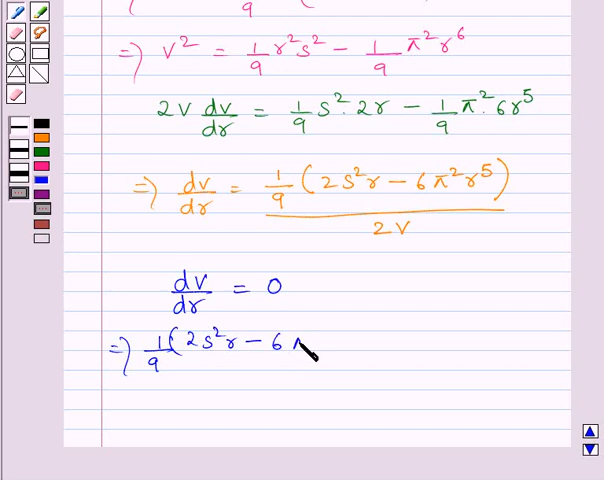 9
=) V² = 1/9 r²s² − 1/9 π²r⁶
2V dv/dr = 1/9 s²·2r − 1/9 π²·6r⁵
=) dv/dr = 1/9 (2s²r − 6π²r⁵) / 2V
dv/dr = 0
=) 1/9 (2s²r − 6